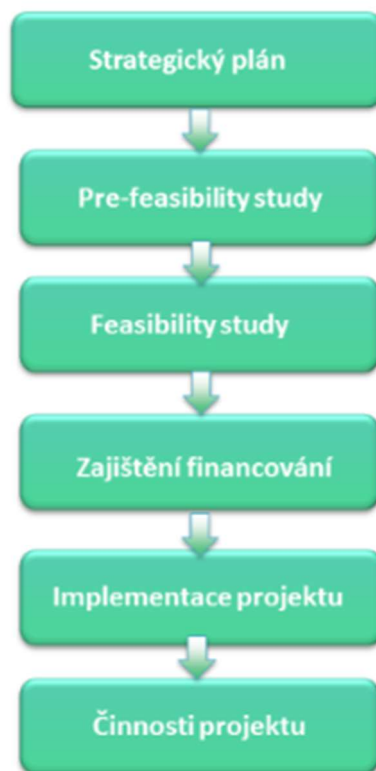 Strategický plán
Pre-feasibility study
Feasibility study
Zajištění financování
Implementace projektu
Činnosti projektu